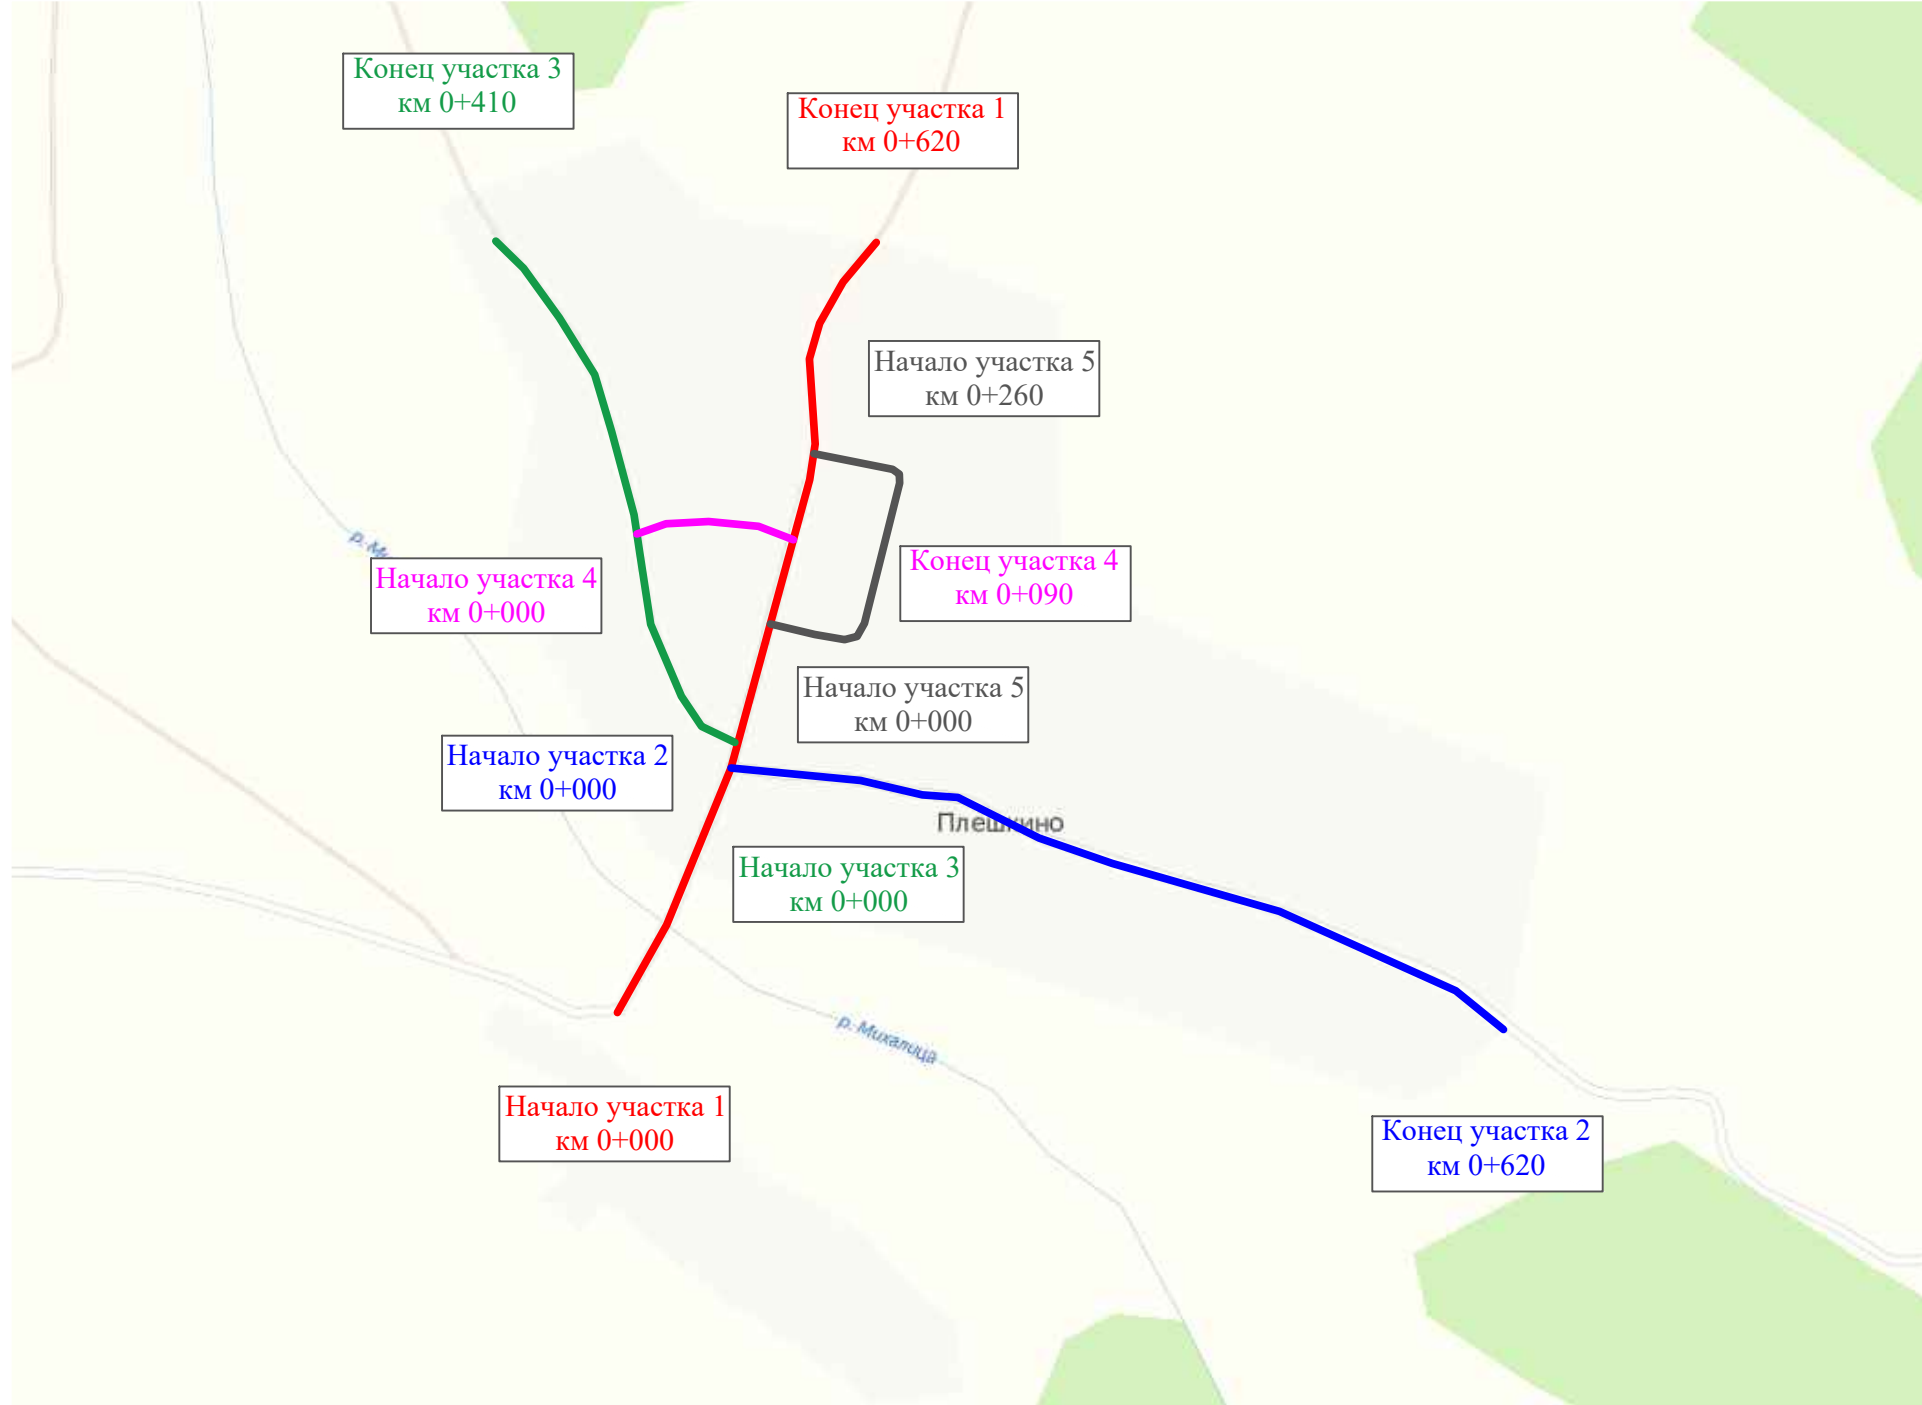 Конец участка 3
км 0+410
Конец участка 1
км 0+620
Начало участка 5
км 0+260
р.
Начало участка 4
км 0+000
Конец участка 4
км 0+090
Начало участка 5
км 0+000
Начало участка 2
км 0+000
Плешкино
Начало участка 3
км 0+000
р. Михалица
Начало участка 1
км 0+000
Конец участка 2
км 0+620